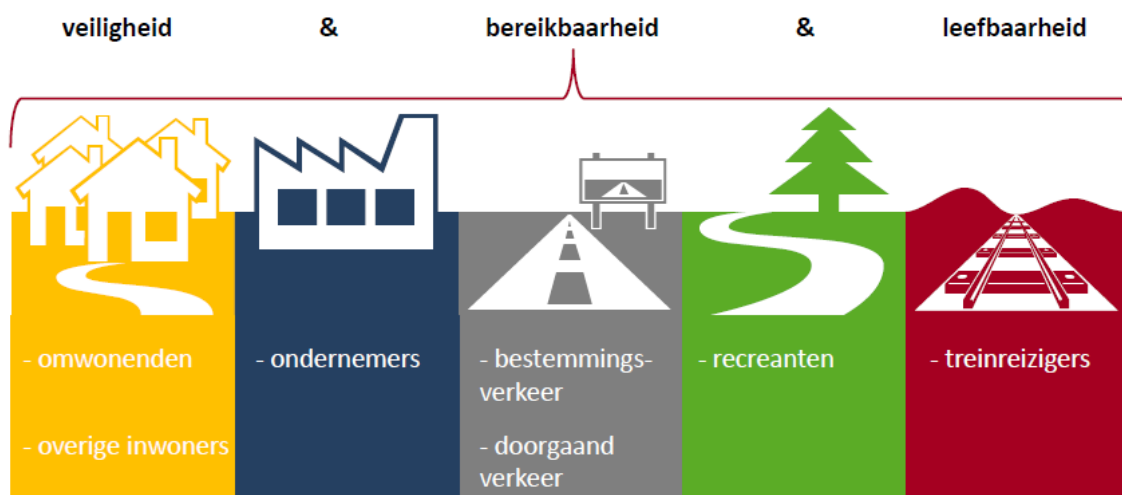 veiligheid & bereikbaarheid & leefbaarheid
- omwonenden
- overige inwoners
- ondernemers
- bestemmings-
verkeer
- doorgaand
verkeer
- recreanten
- treinreizigers